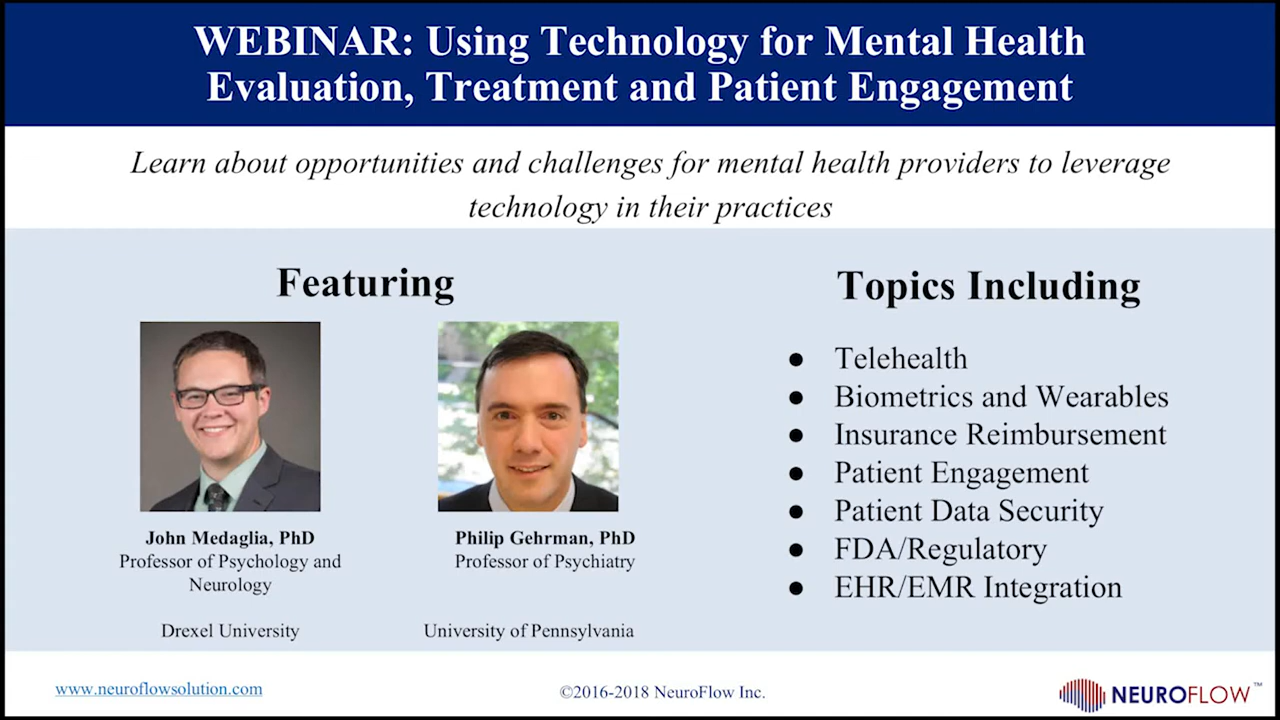 WEBINAR: Using Technology for Mental Health
Evaluation, Treatment and Patient Engagement
Learn about opportunities and challenges for mental health providers to leverage
technology in their practices
Featuring
John Medaglia, PhD
Professor of Psychology and
Neurology
Drexel University
Philip Gehrman, PhD
Professor of Psychiatry
University of Pennsylvania
Topics Including
● Telehealth
● Biometrics and Wearables
● Insurance Reimbursement
● Patient Engagement
● Patient Data Security
● FDA/Regulatory
● EHR/EMR Integration
www.neuroflowsolution.com
©2016-2018 NeuroFlow Inc.
NEUROFLOW™